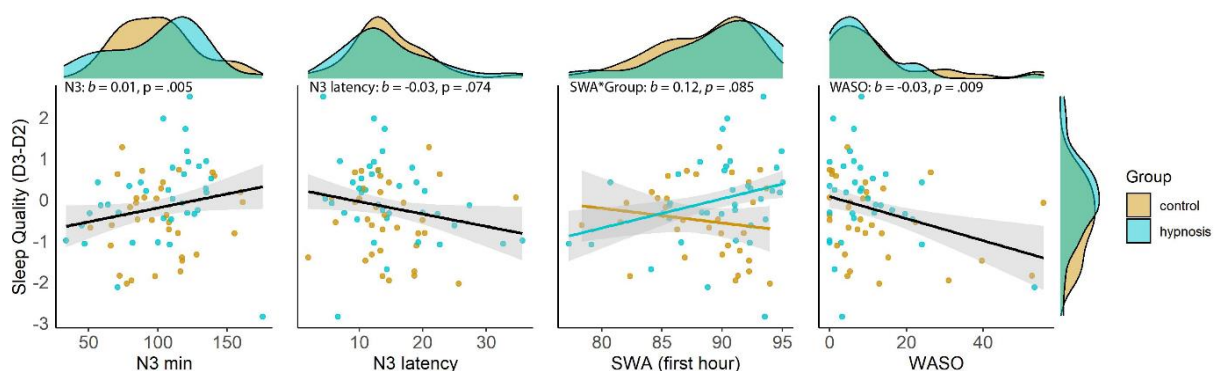 N3: b = 0.01, p = .005
N3 latency: b = -0.03, p = .074
SWA*Group: b = 0.12, p = .085
WASO: b = -0.03, p = .009
Sleep Quality (D3-D2)
2
1
0
-1
-2
-3
50 100 150
N3 min
0 10 20 30
N3 latency
80 85 90 95
SWA (first hour)
0 20 40
WASO
Group
control
hypnosis